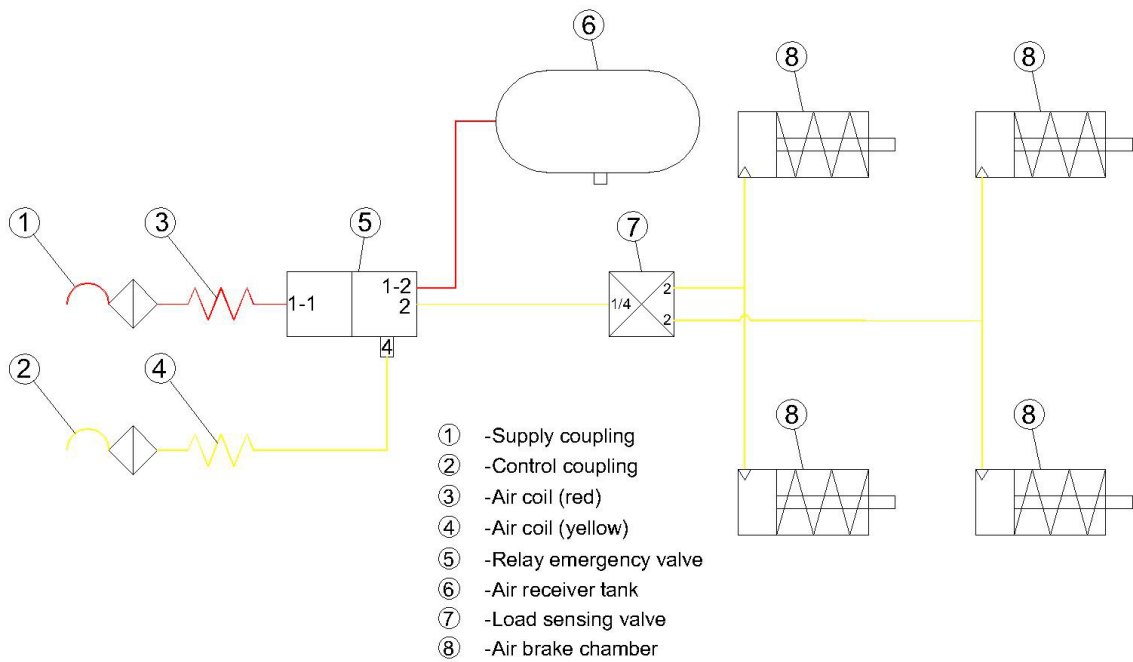 6
8
8
1
3
5
7
1-1
1-2
2
4
1/4
2
2
2
4
8
8
1 -Supply coupling
2 -Control coupling
3 -Air coil (red)
4 -Air coil (yellow)
5 -Relay emergency valve
6 -Air receiver tank
7 -Load sensing valve
8 -Air brake chamber